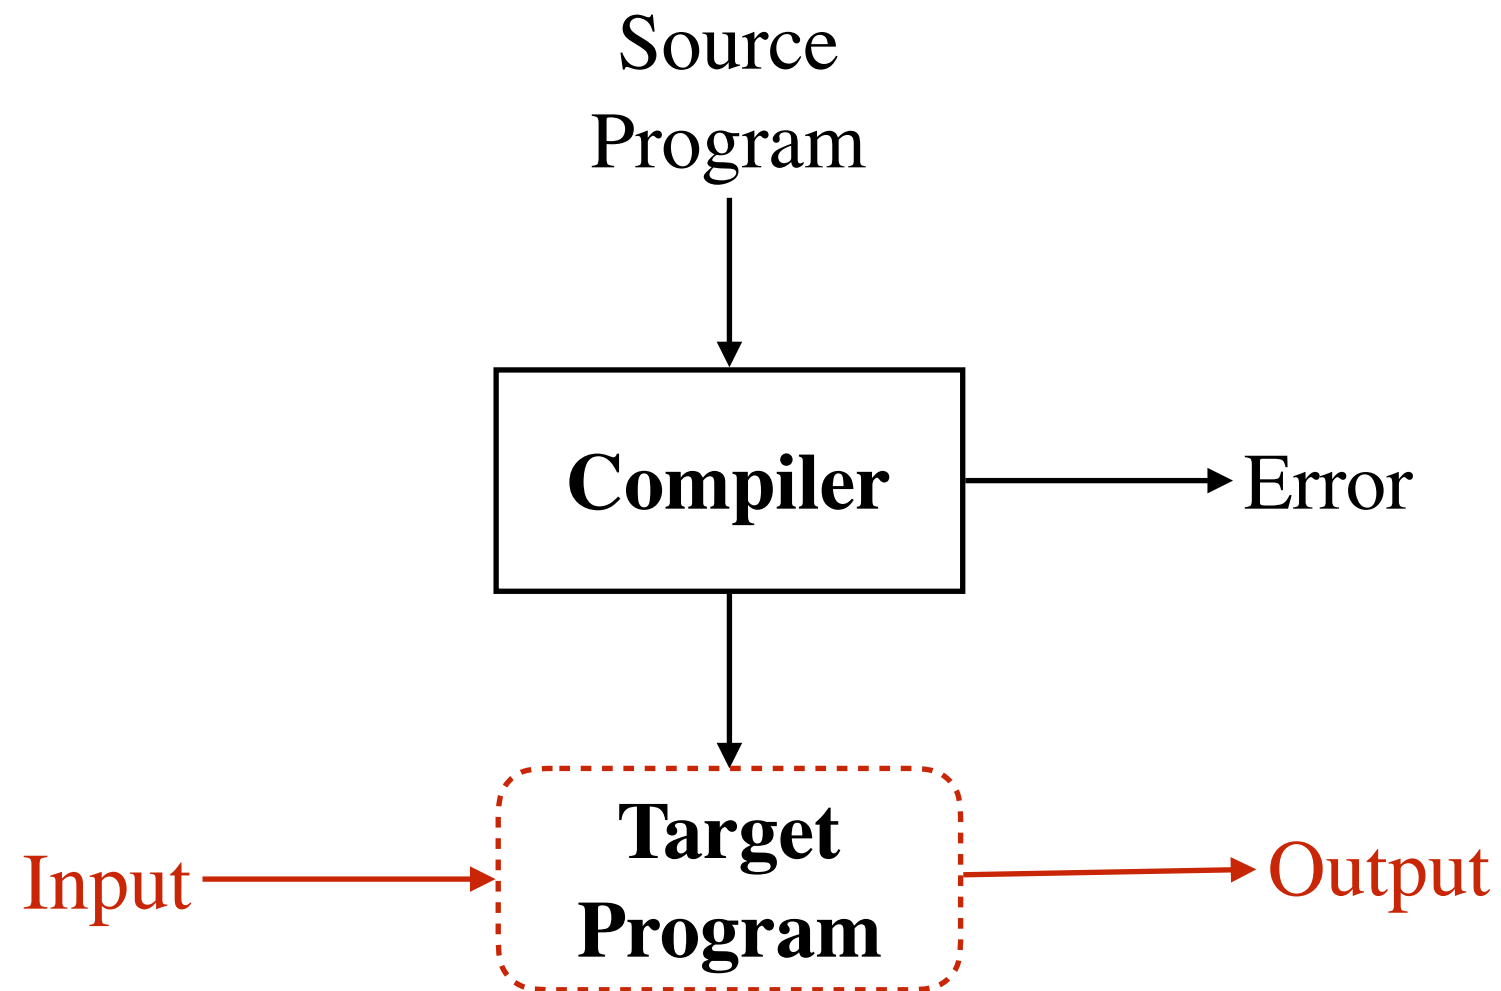 Source
Program
Compiler
Error
Target
Program
Input
Output